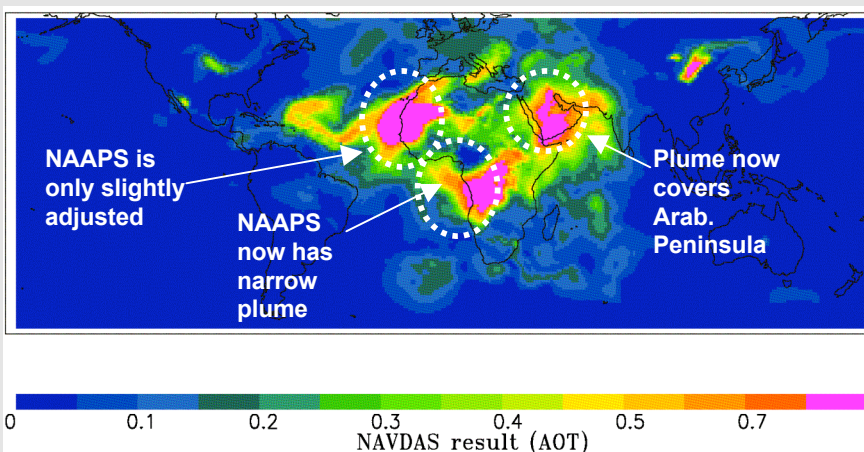 NAAPS is
only slightly
adjusted
NAAPS
now has
narrow
plume
Plume now
covers
Arab.
Peninsula
0 0.1 0.2 0.3 0.4 0.5 0.7
NAVDAS result (AOT)